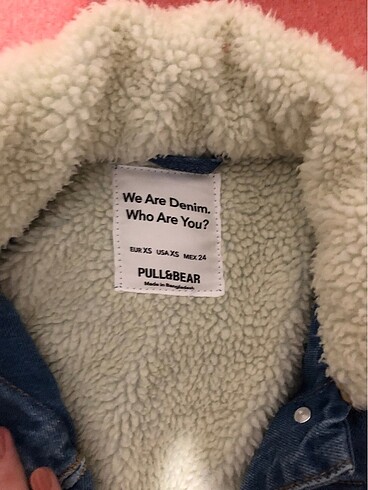 We Are Denim.
Who Are You?
EUR XS USA XS MEX 24
PULL&BEAR
Made in Bangladesh